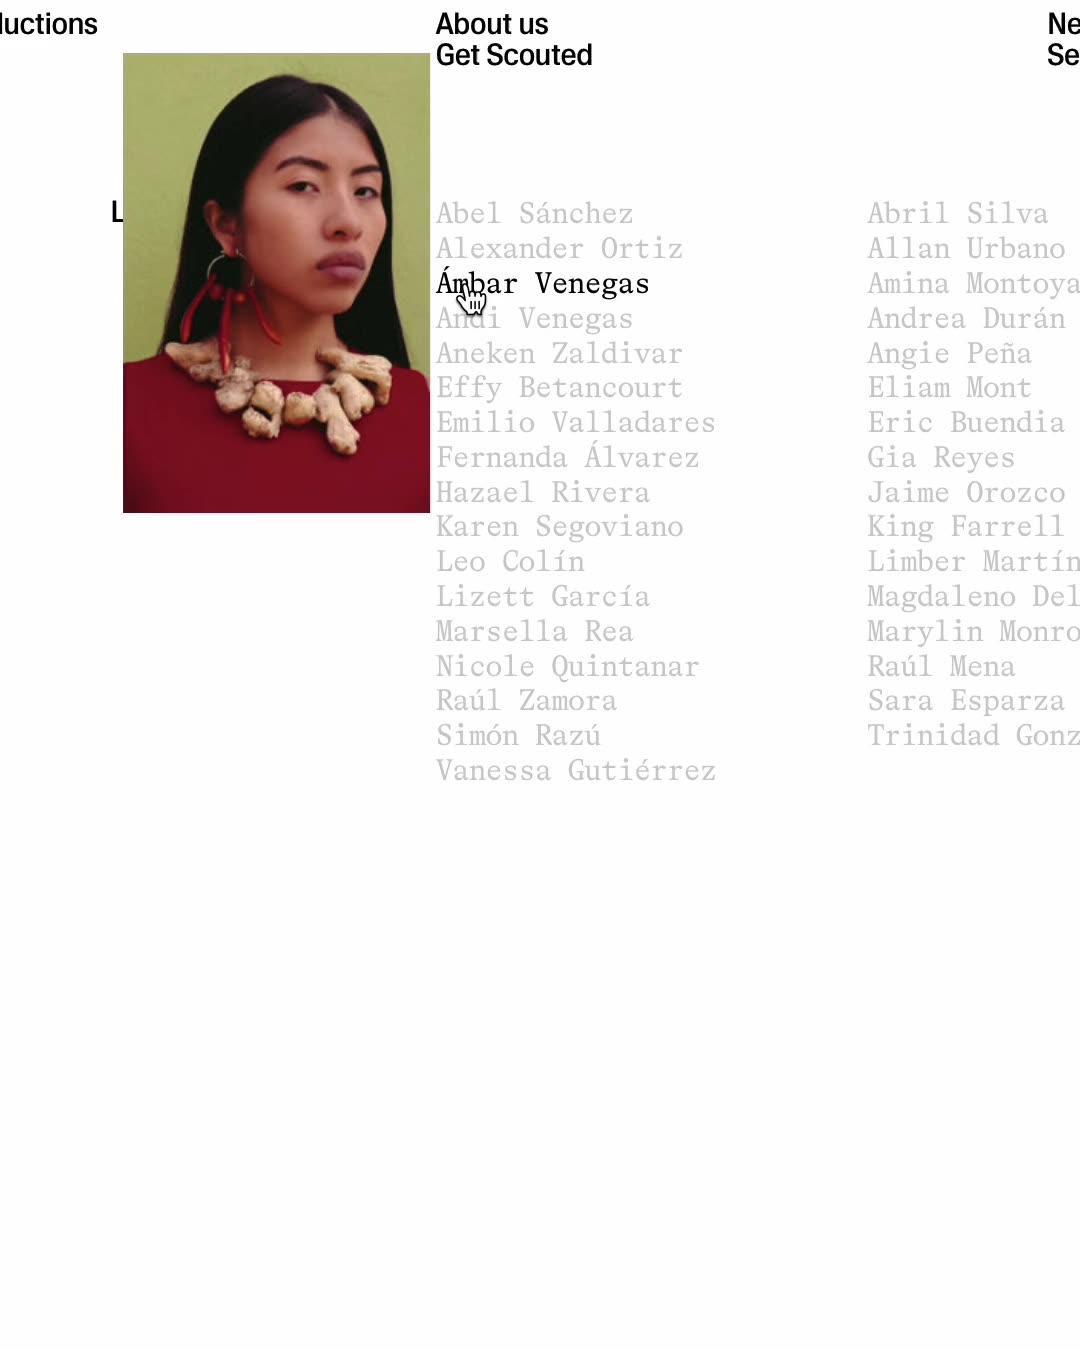 ductions
About us
Get Scouted
Ne
Se
L
Abel Sánchez
Alexander Ortiz
Ámbar Venegas
Andi Venegas
Aneken Zaldivar
Effy Betancourt
Emilio Valladares
Fernanda Álvarez
Hazael Rivera
Karen Segoviano
Leo Colín
Lizett García
Marsella Rea
Nicole Quintanar
Raúl Zamora
Simón Razú
Vanessa Gutiérrez
Abril Silva
Allan Urbano
Amina Montoya
Andrea Durán
Angie Peña
Eliam Mont
Eric Buendia
Gia Reyes
Jaime Orozco
King Farrell
Limber Martín
Magdaleno Del
Marylin Monro
Raúl Mena
Sara Esparza
Trinidad Gonz